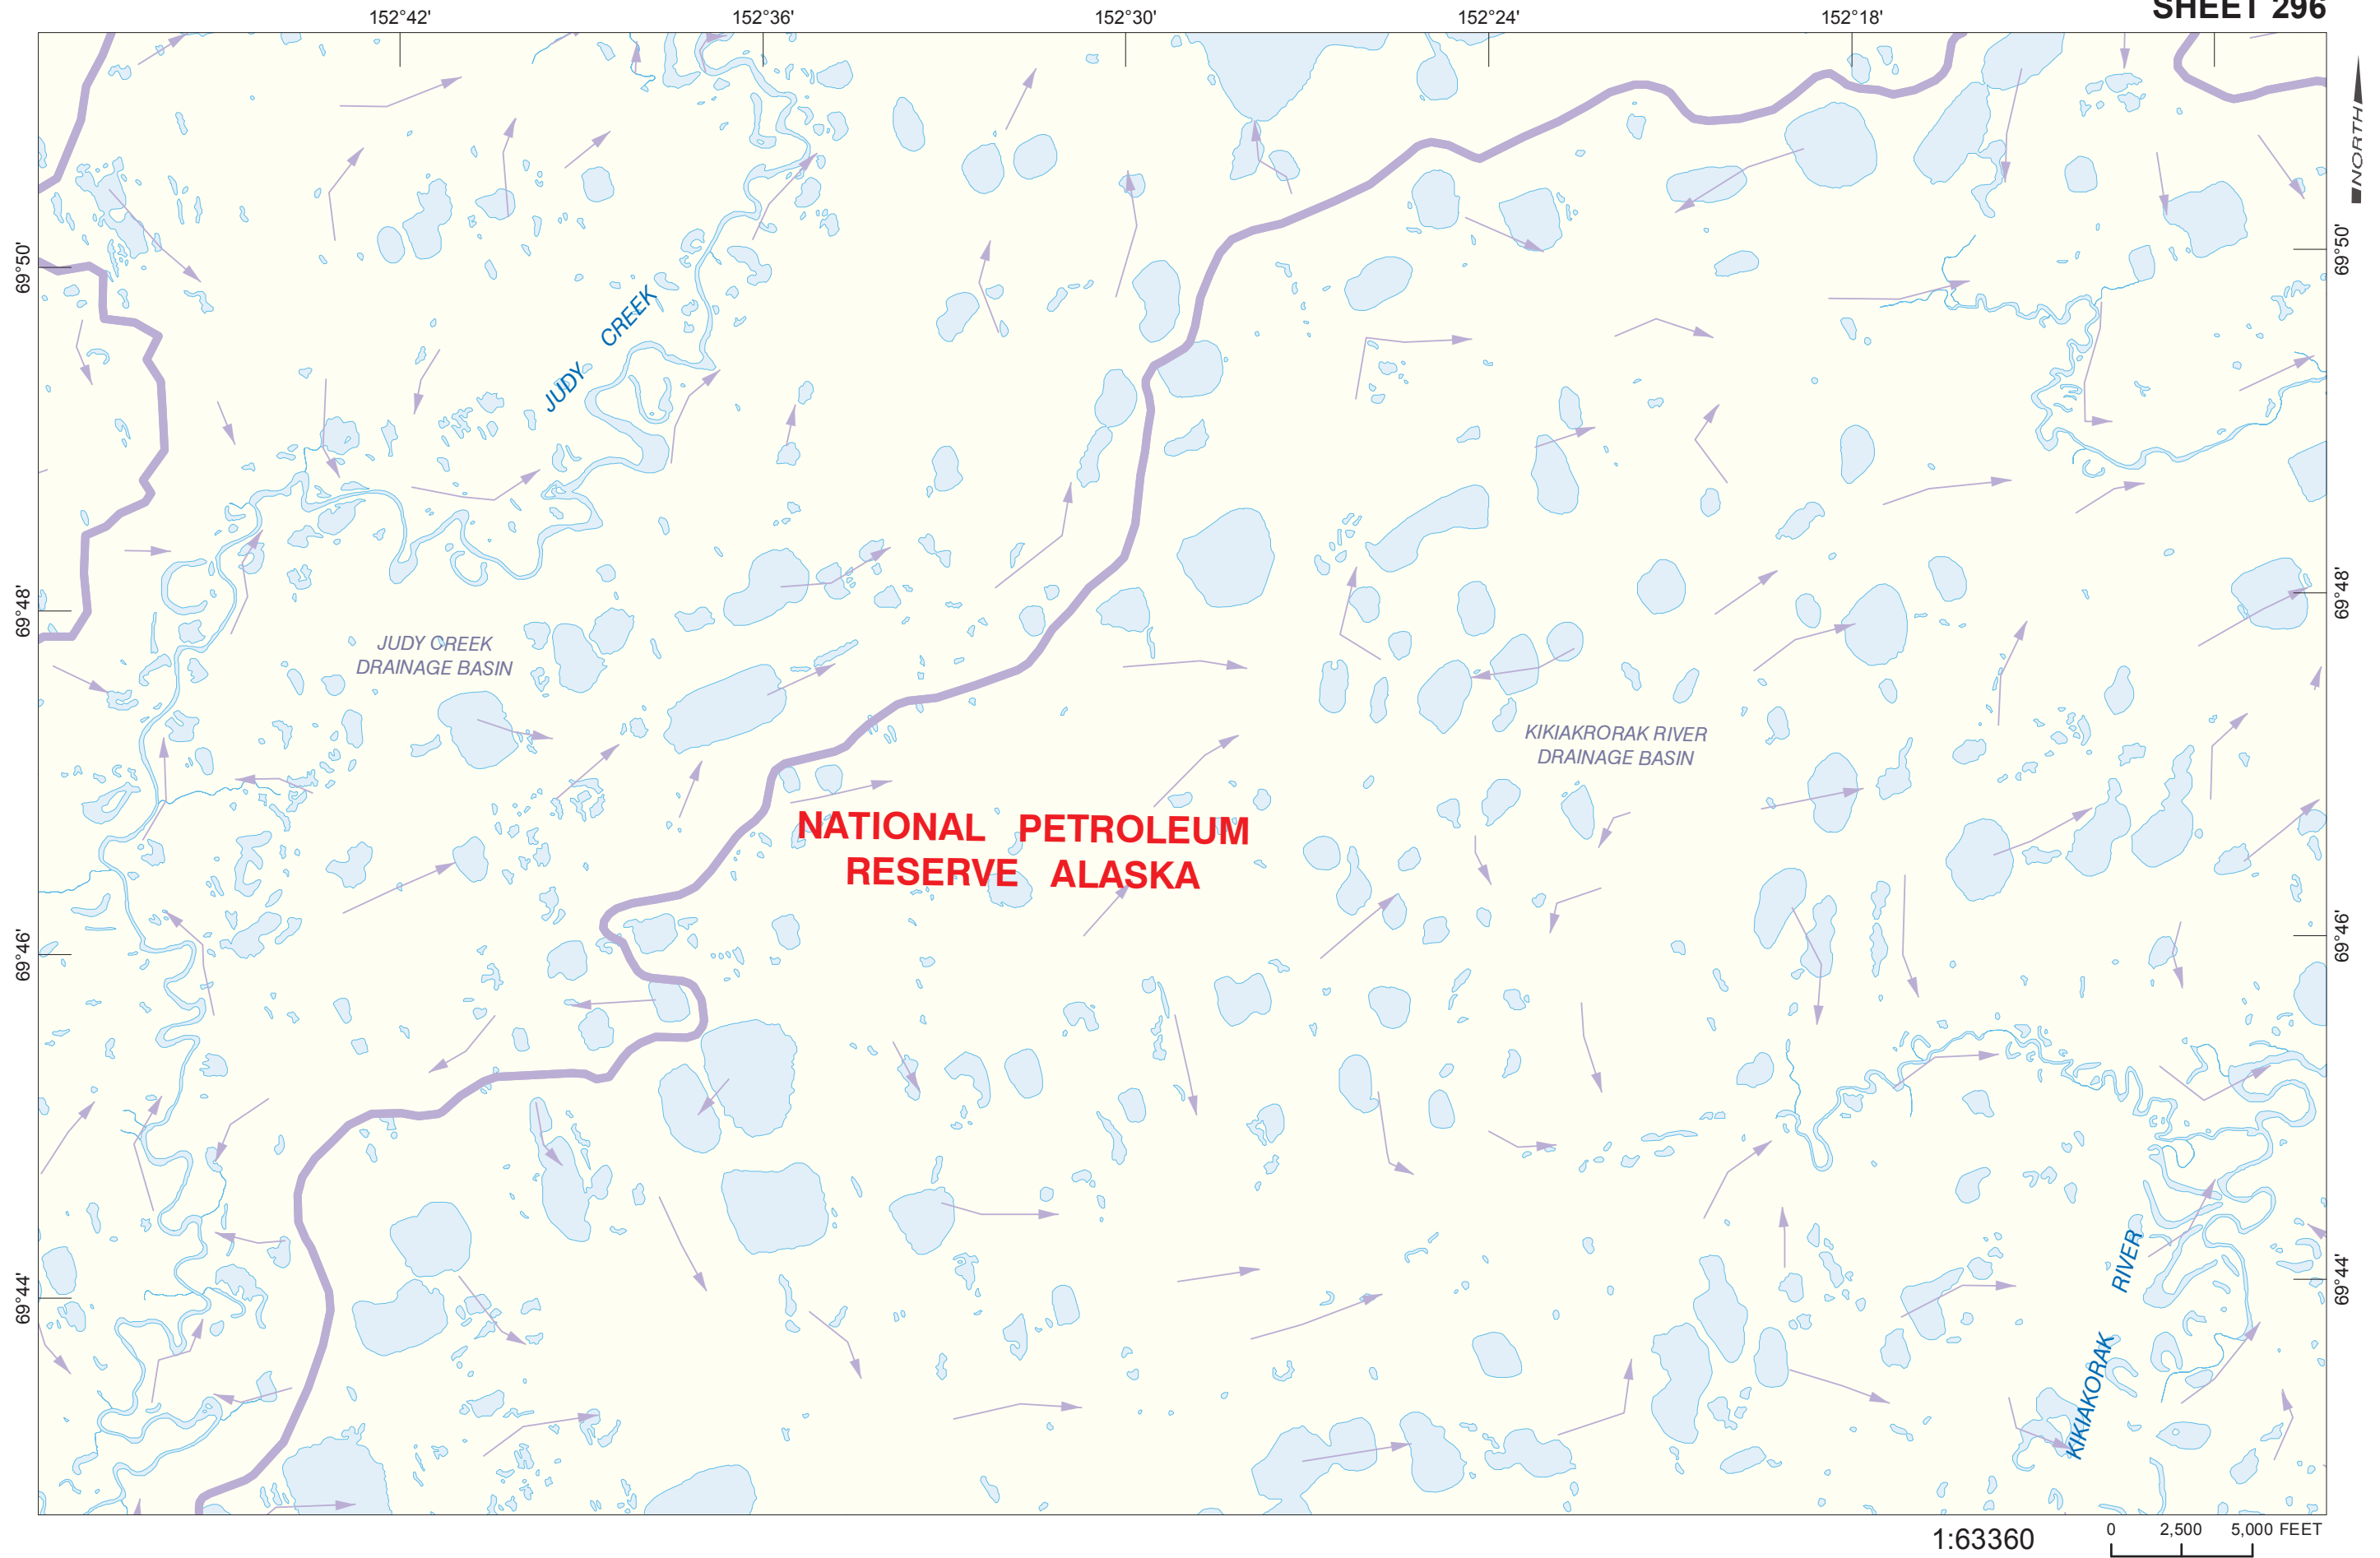 SHEET 296
152°42'
152°36'
152°30'
152°24'
152°18'
NORTH
69°50'
69°50'
JUDY CREEK
69°48'
69°48'
JUDY CREEK
DRAINAGE BASIN
KIKIAKRORAK RIVER
DRAINAGE BASIN
NATIONAL PETROLEUM
RESERVE ALASKA
69°46'
69°46'
69°44'
69°44'
KIKIAKORAK RIVER
1:63360
0 2,500 5,000 FEET